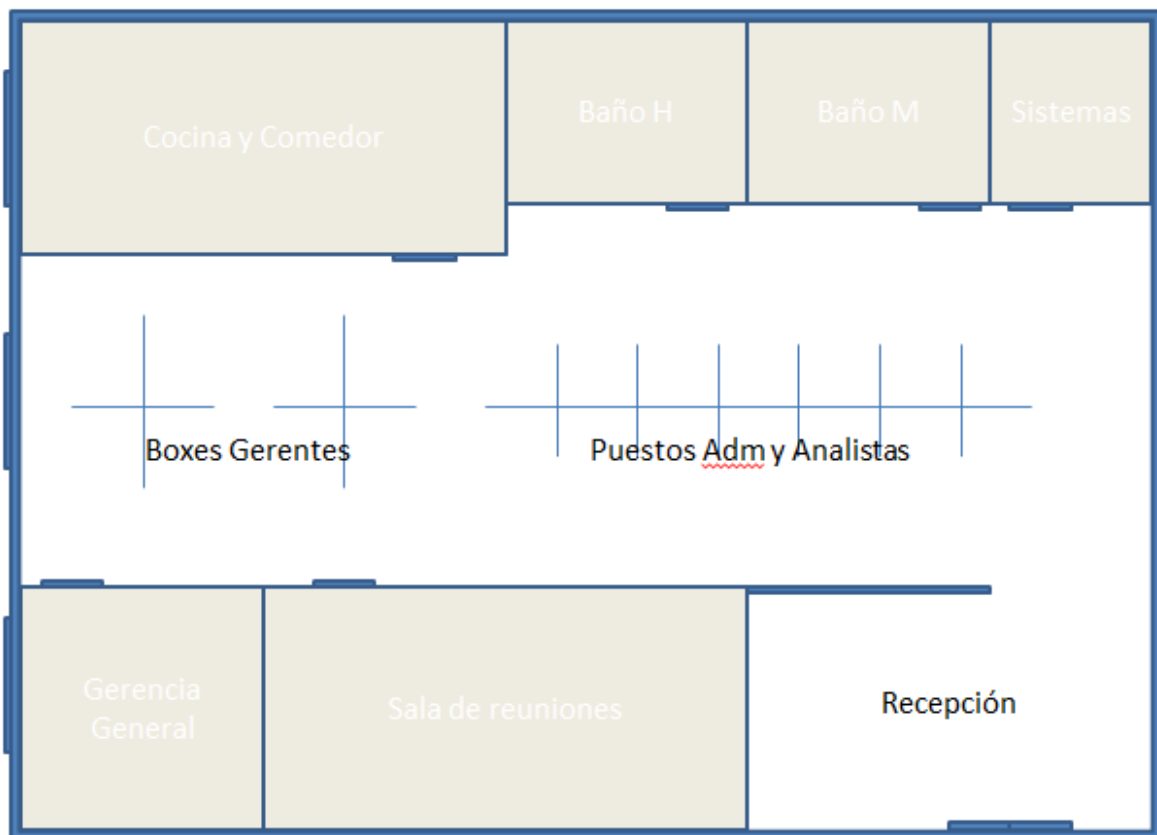 Cocina y Comedor
Baño H
Baño M
Sistemas
Boxes Gerentes
Puestos Adm y Analistas
Gerencia
General
Sala de reuniones
Recepción